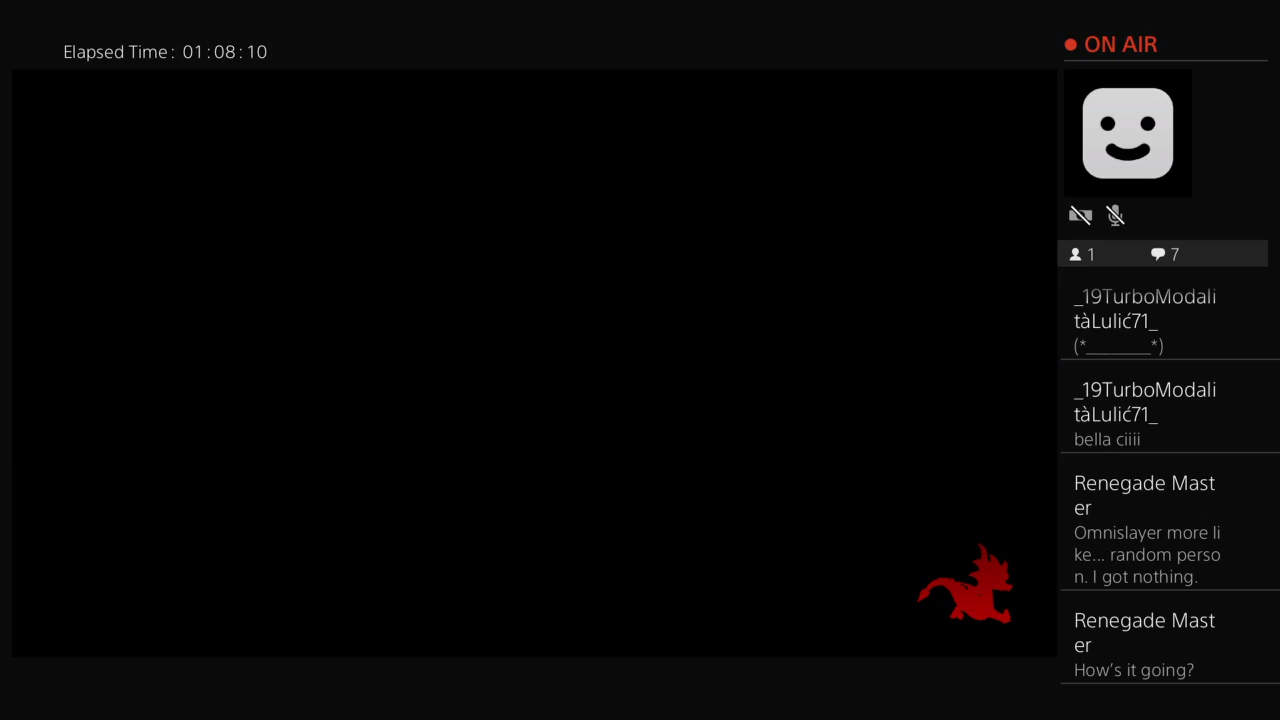 Elapsed Time: 01:08:10
ON AIR
1 7
_19TurboModali
tàLulić71_
(*________*)
_19TurboModali
tàLulić71_
bella ciiii
Renegade Mast
er
Omnislayer more li
ke... random perso
n. I got nothing.
Renegade Mast
er
How's it going?